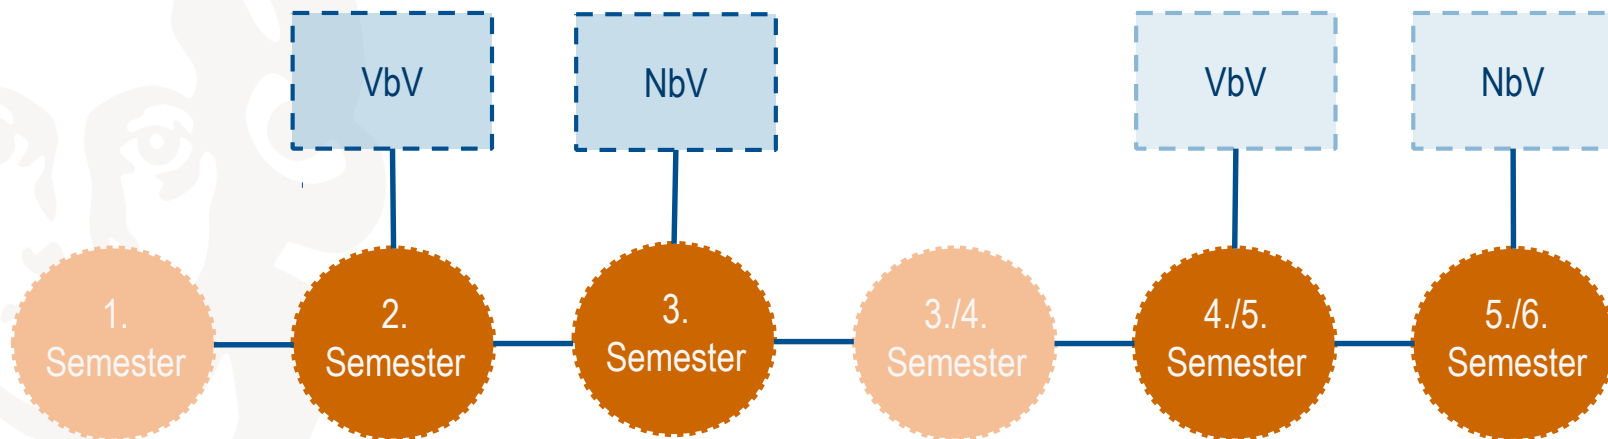 VbV
NbV
VbV
NbV
1.
Semester
2.
Semester
3.
Semester
3./4.
Semester
4./5.
Semester
5./6.
Semester